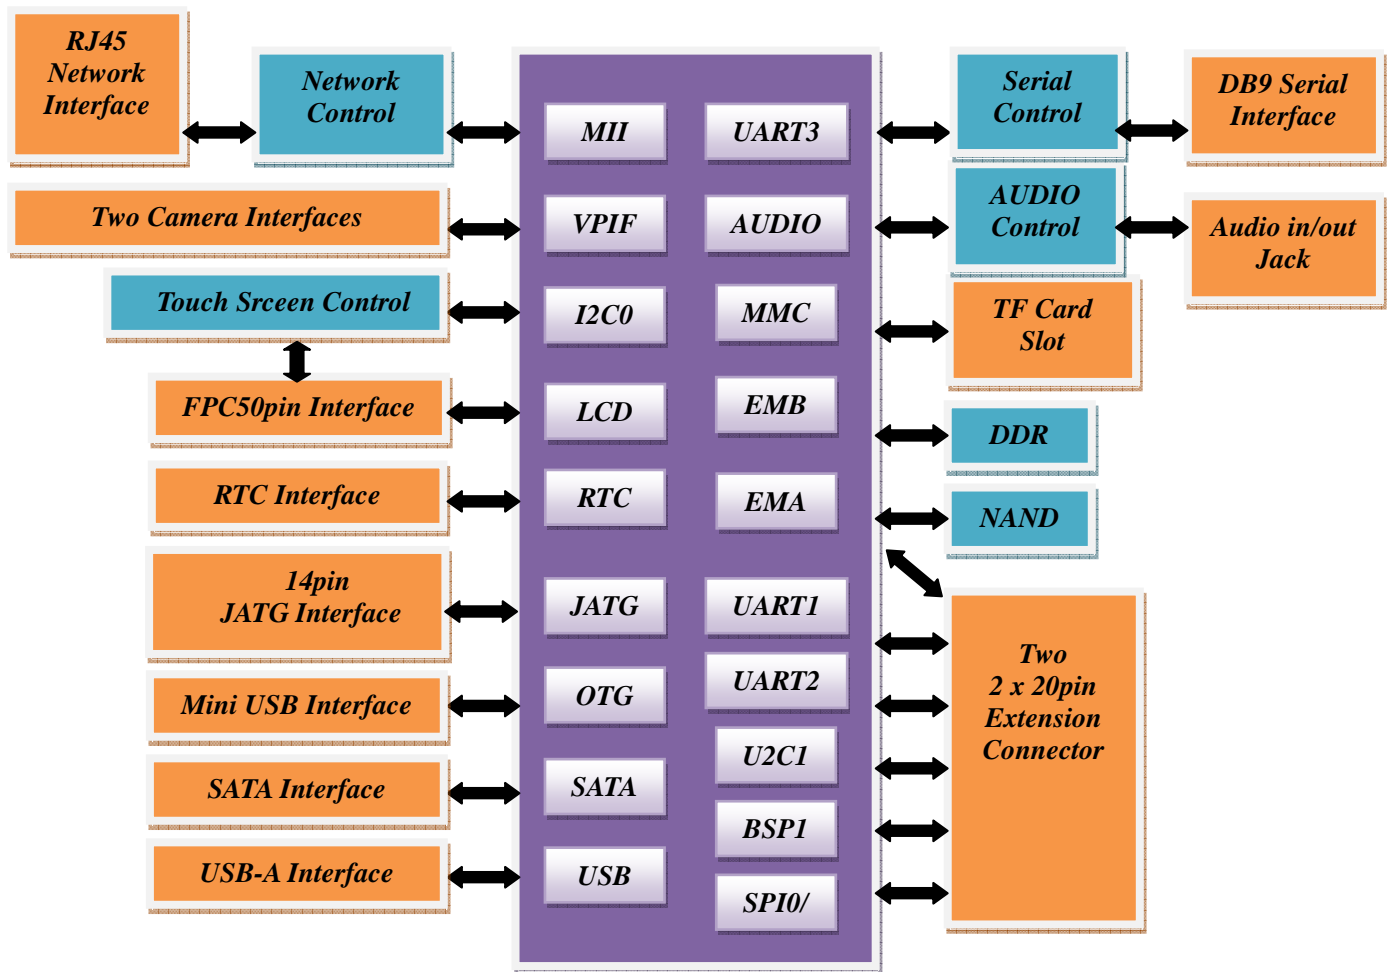 RJ45
Network
Interface
Network
Control
MII
UART3
Serial
Control
DB9 Serial
Interface
Two Camera Interfaces
VPIF
AUDIO
AUDIO
Control
Audio in/out
Jack
Touch Srceen Control
I2C0
MMC
TF Card
Slot
FPC50pin Interface
LCD
EMB
DDR
RTC Interface
RTC
EMA
NAND
14pin
JATG Interface
JATG
UART1
Two
2 x 20pin
Extension
Connector
Mini USB Interface
OTG
UART2
SATA Interface
SATA
U2C1
BSP1
USB-A Interface
USB
SPI0/